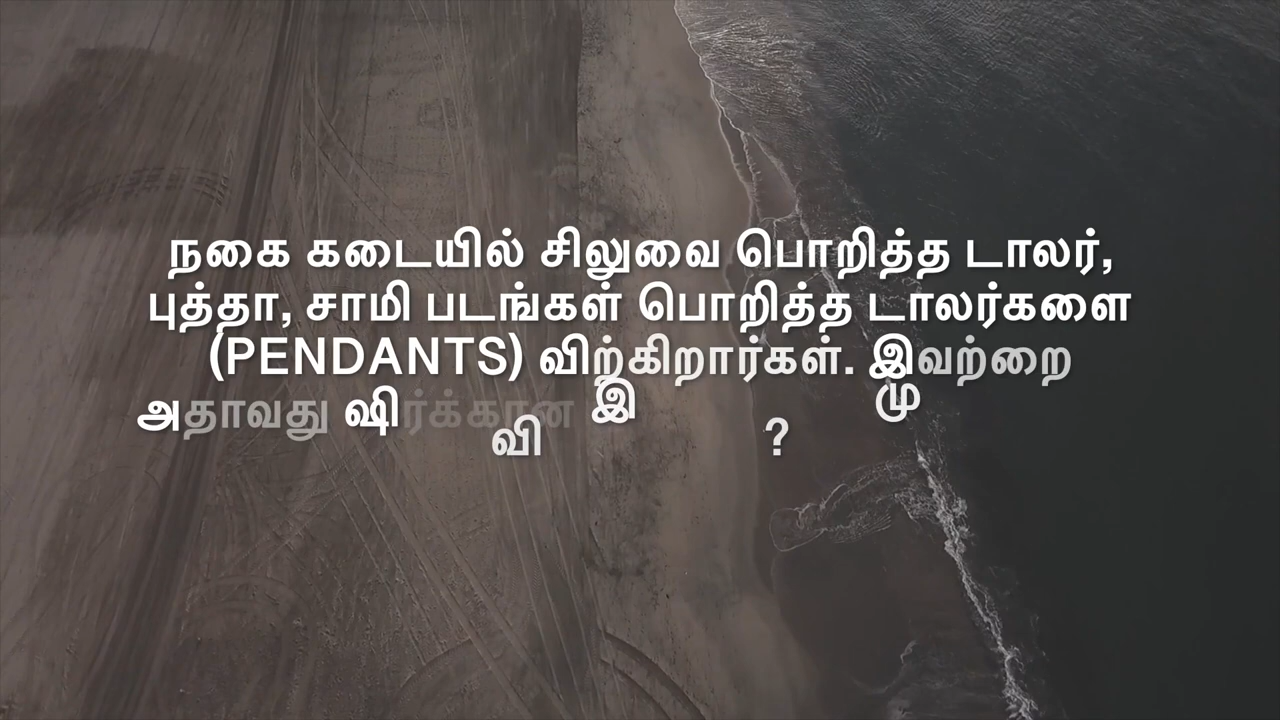 நகை கடையில் சிலுவை பொறித்த டாலர்,
புத்தா, சாமி படங்கள் பொறித்த டாலர்களை
(PENDANTS) விற்கிறார்கள். இவற்றை
அதாவது ஷிர்க்கான இ மு
வி ?